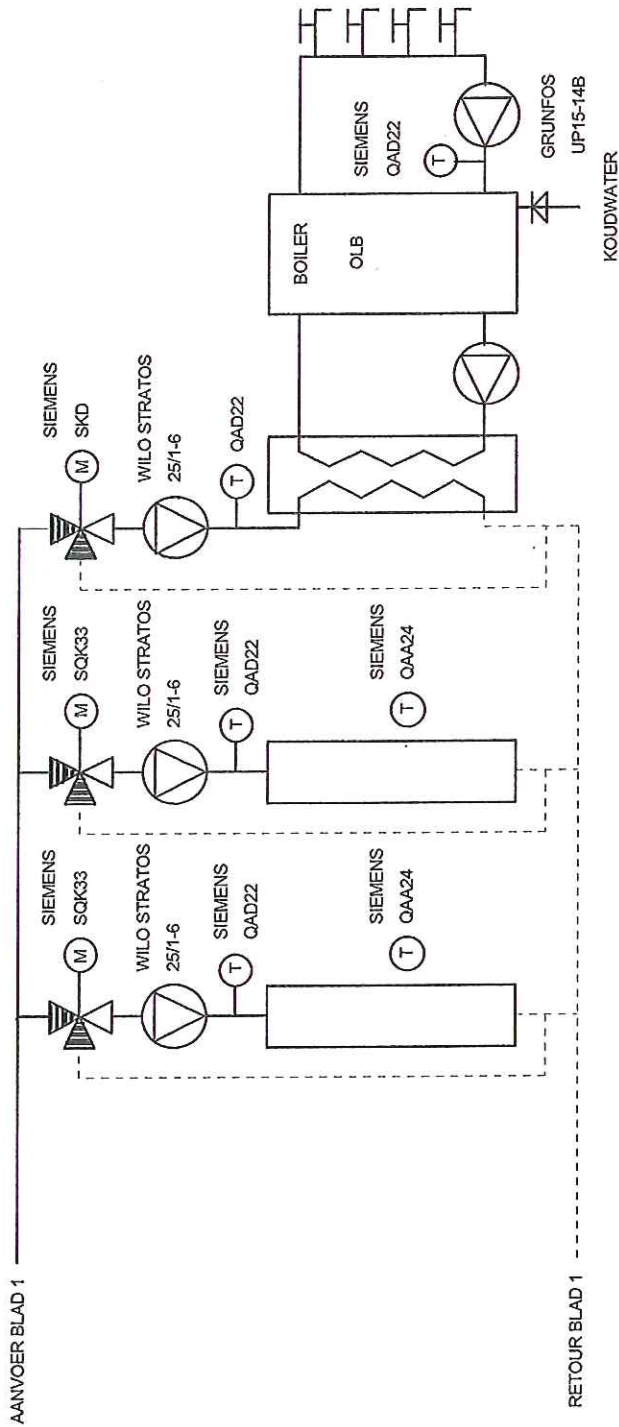 AANVOER BLAD 1
SIEMENS
SQK33
M
WILO STRATOS
25/1-6
SIEMENS
QAD22
T
SIEMENS
QAA24
T
SIEMENS
SQK33
M
WILO STRATOS
25/1-6
SIEMENS
QAD22
T
SIEMENS
QAA24
T
SIEMENS
SKD
M
WILO STRATOS
25/1-6
QAD22
T
BOILER
OLB
SIEMENS
QAD22
T
GRUNFOS
UP15-14B
KOUDWATER
RETOUR BLAD 1